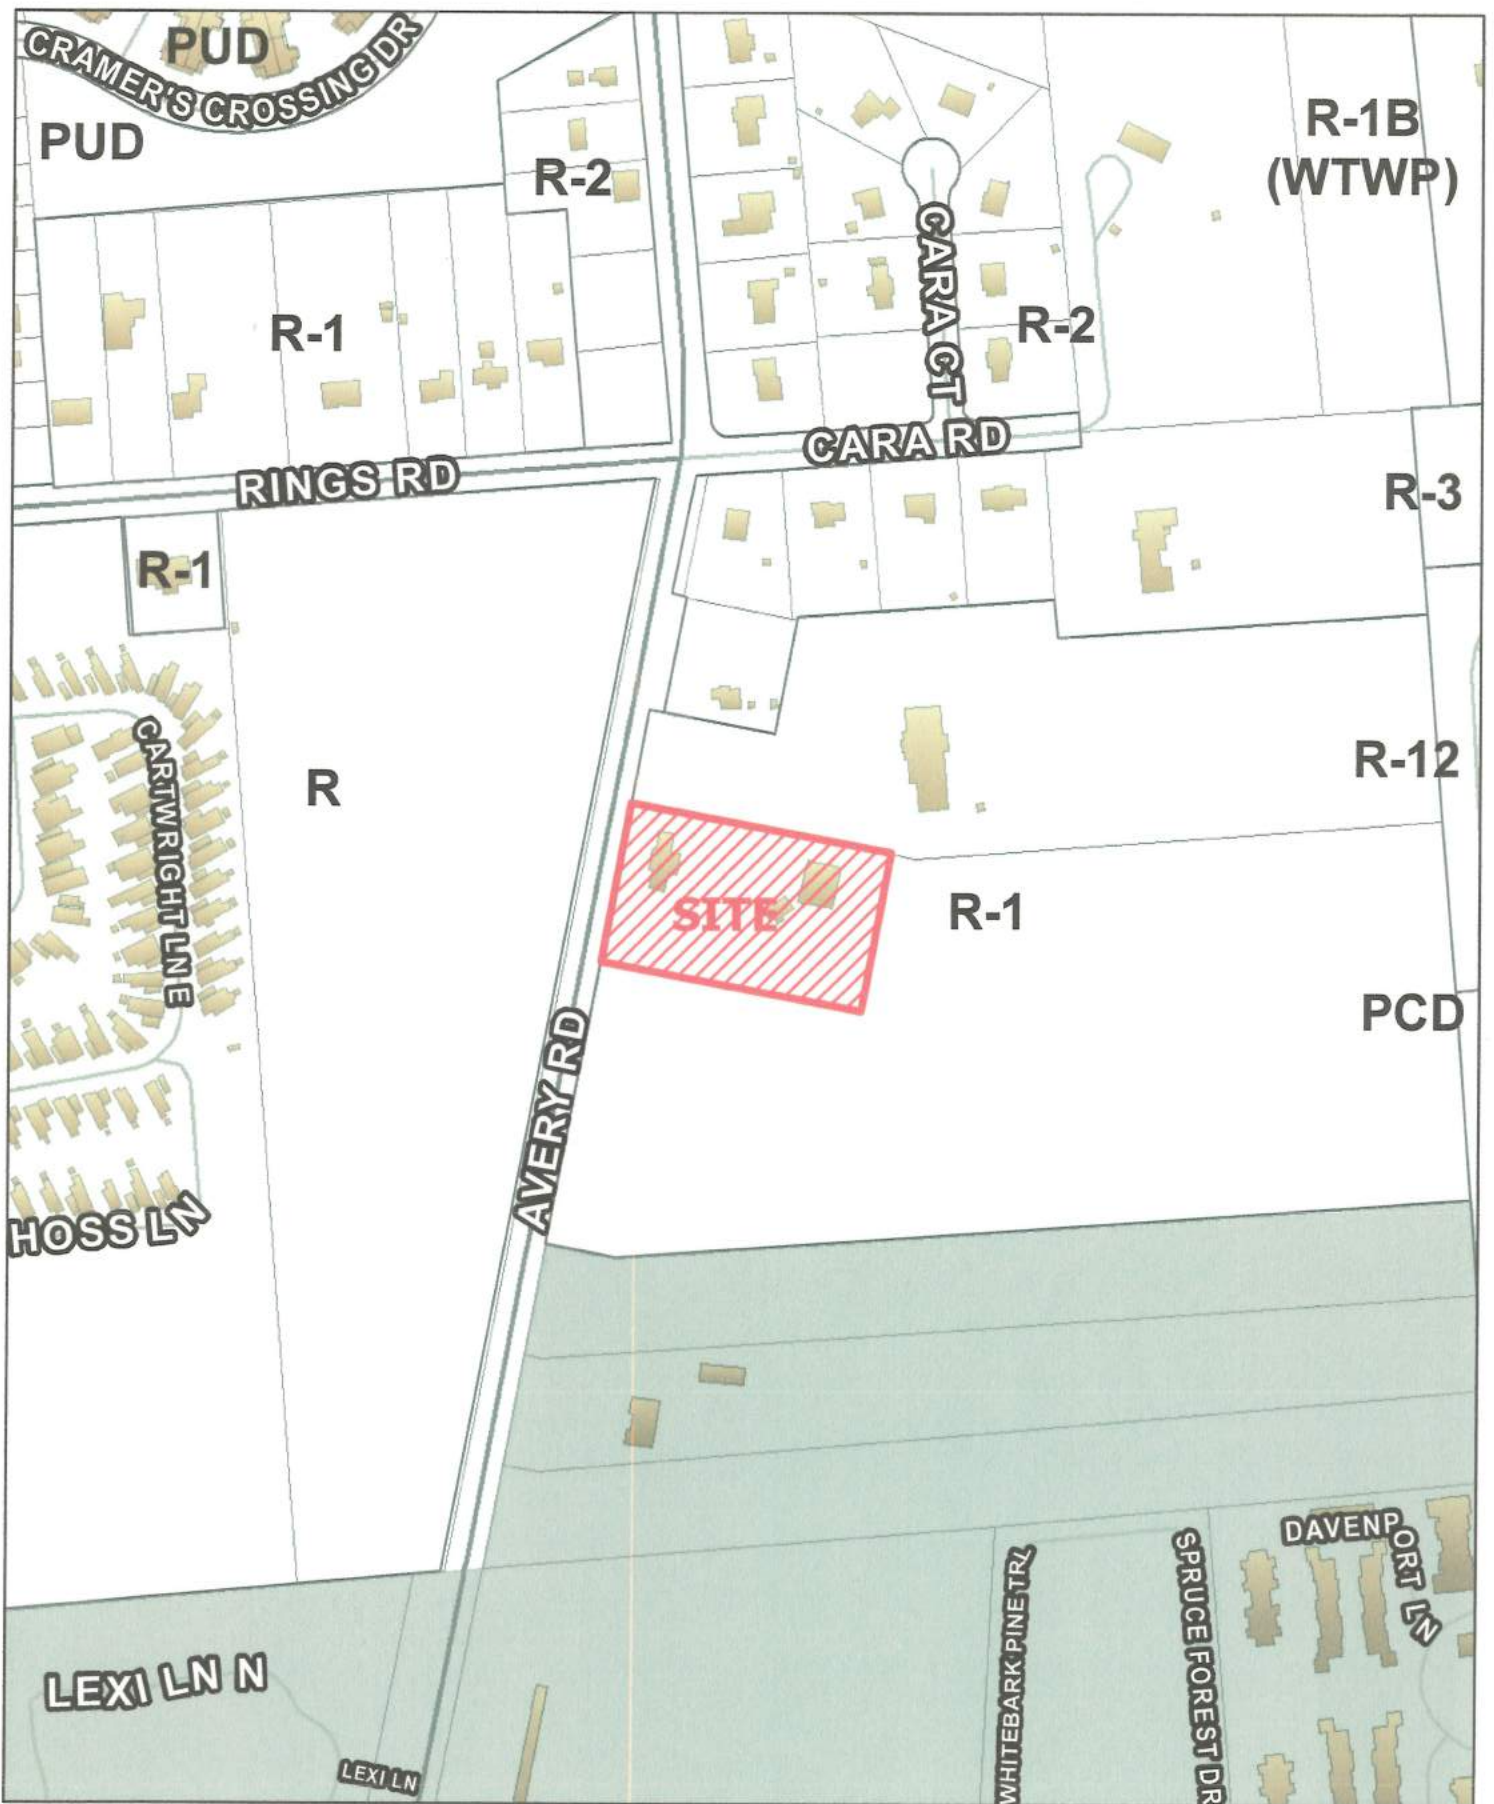 PUD
CRAMER'S CROSSING DR
PUD
R-1B
(WTWP)
R-2
R-1
CARA CT
R-2
CARA RD
RINGS RD
R-3
R-1
CARTWRIGHT LN E
R
R-12
SITE
R-1
PCD
AVERY RD
HOSS LN
DAVENPORT LN
WHITEBARK PINE TRL
SPRUCE FOREST DR
LEXI LN N
LEXI LN